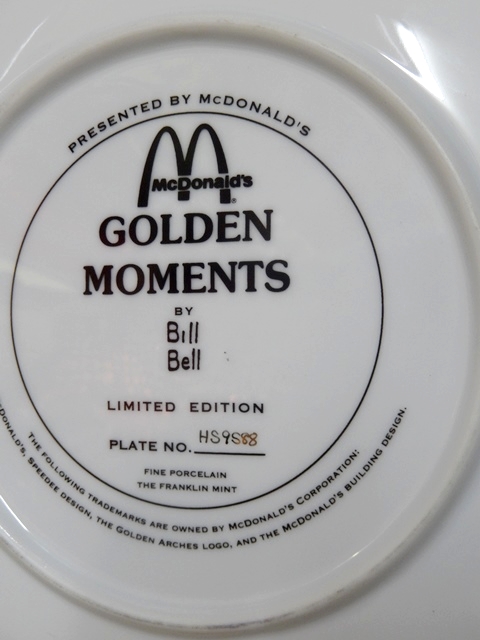 PRESENTED BY McDONALD'S
McDonald's
GOLDEN
MOMENTS
BY
Bill
Bell
LIMITED EDITION
PLATE NO. HS9588
FINE PORCELAIN
THE FRANKLIN MINT
THE FOLLOWING TRADEMARKS ARE OWNED BY McDONALD'S CORPORATION:
McDONALD'S, SPEEDEE DESIGN, THE GOLDEN ARCHES LOGO, AND THE McDONALD'S BUILDING DESIGN.